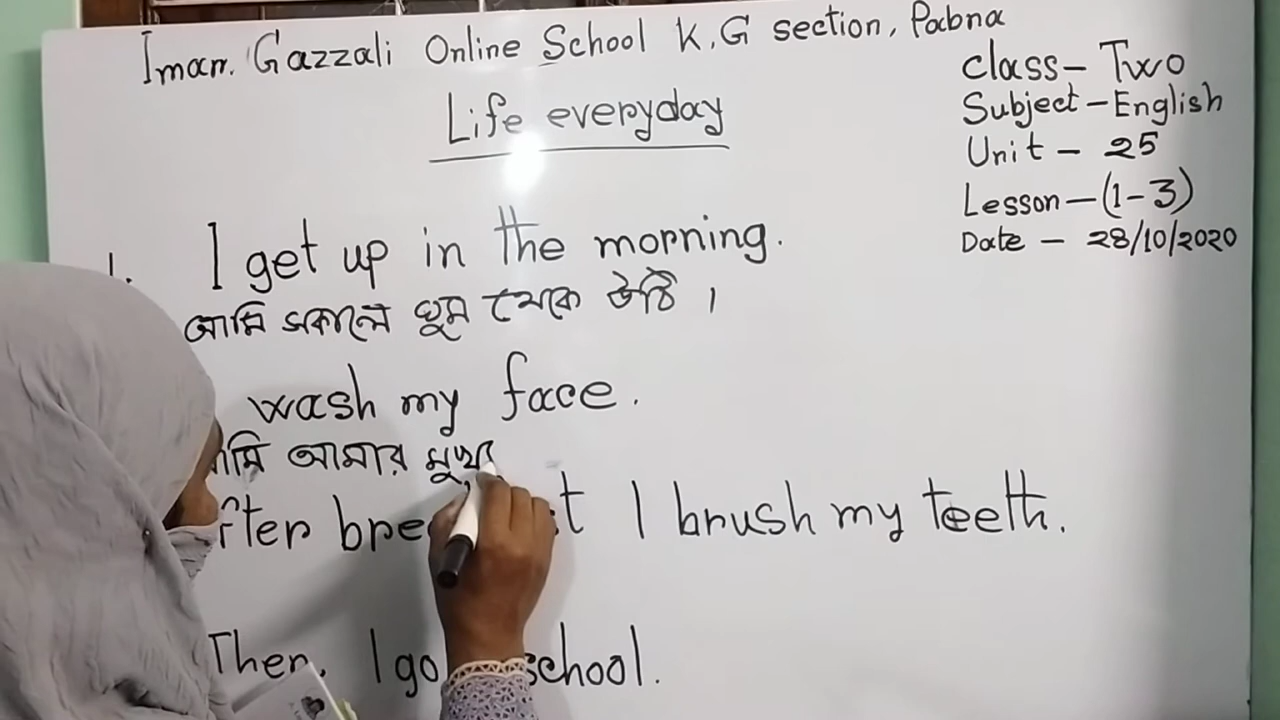 Imam Gazzali Online School K.G section, Pabna
Class- Two
Subject - English
Unit - 25
Lesson - (1-3)
Date - 28/10/2020
Life everyday
1. I get up in the morning.
আমি সকালে ঘুম থেকে উঠি ।
wash my face.
আমার মুখ
I brush my teeth.
Then, I go school.